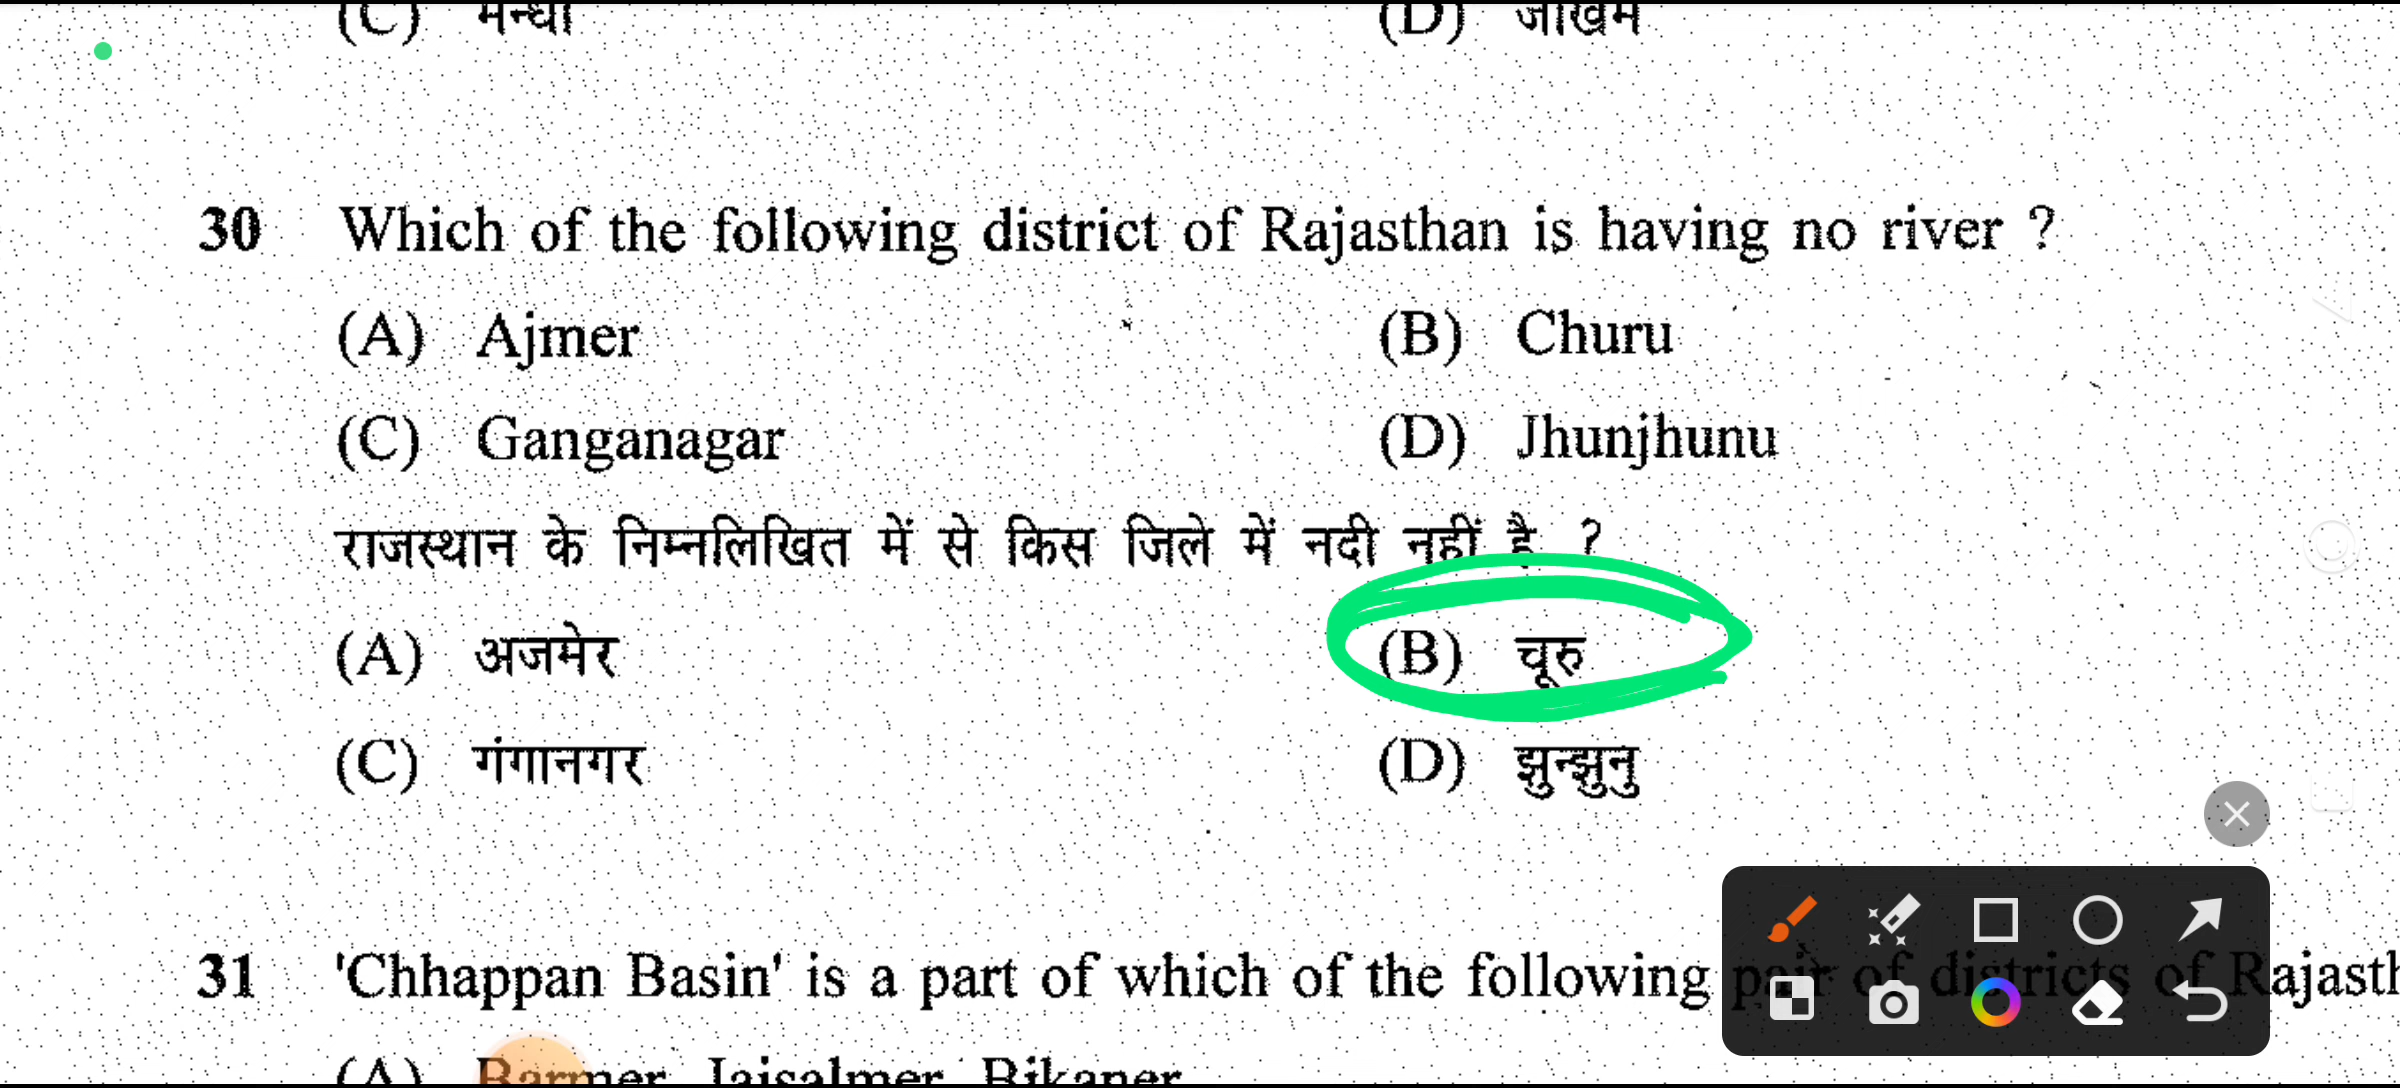 (C) मन्था (D) जाखम
30 Which of the following district of Rajasthan is having no river ?
(A) Ajmer (B) Churu
(C) Ganganagar (D) Jhunjhunu
राजस्थान के निम्नलिखित में से किस जिले में नदी नहीं है ?
(A) अजमेर (B) चूरु
(C) गंगानगर (D) झुन्झुनु
31 'Chhappan Basin' is a part of which of the following pair of districts of Rajasth
(A) Barmer Jaisalmer Bikaner